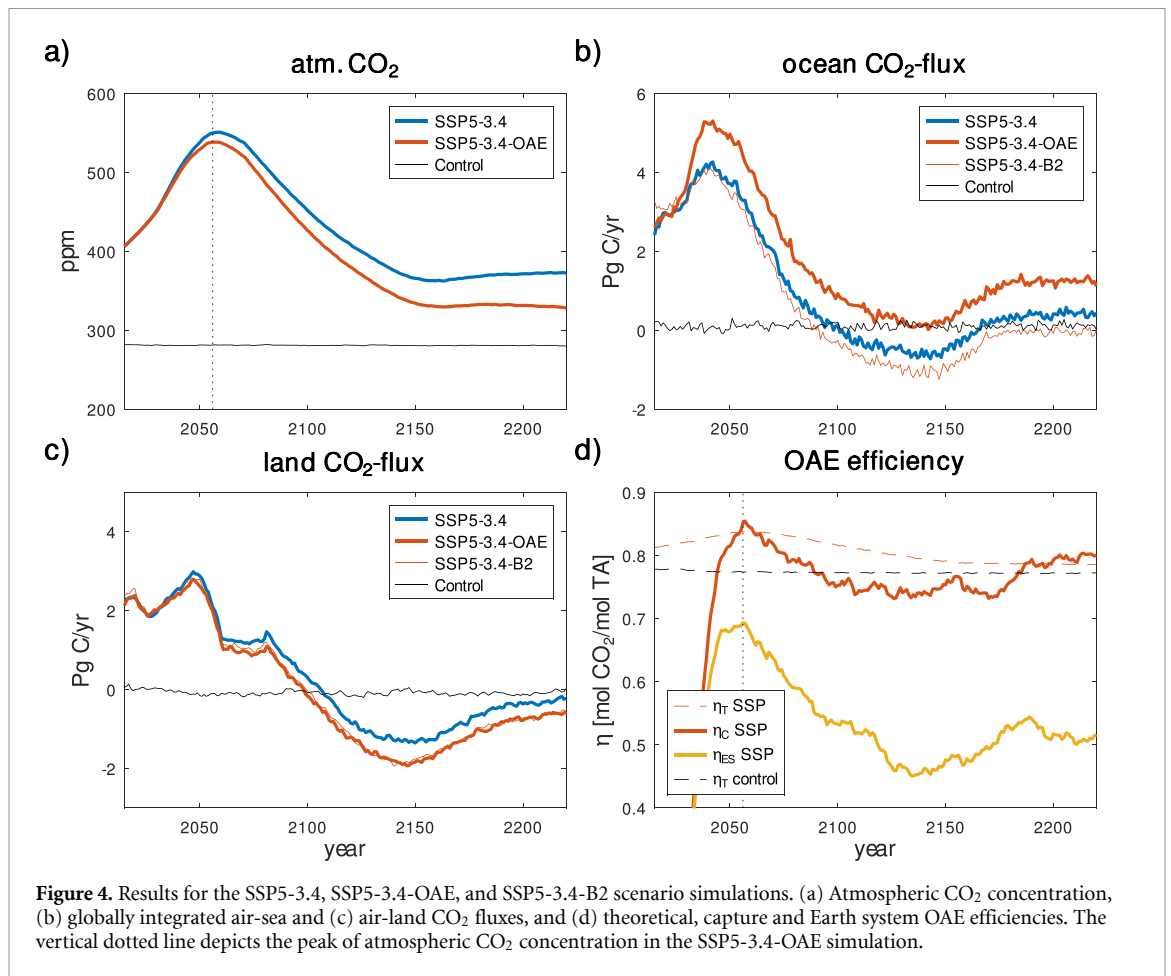 a)
atm. CO₂
600
500
400
300
200
ppm
2050
2100
2150
2200
SSP5-3.4
SSP5-3.4-OAE
Control
b)
ocean CO₂-flux
6
4
2
0
-2
Pg C/yr
2050
2100
2150
2200
SSP5-3.4
SSP5-3.4-OAE
SSP5-3.4-B2
Control
c)
land CO₂-flux
4
2
0
-2
Pg C/yr
2050
2100
2150
2200
year
SSP5-3.4
SSP5-3.4-OAE
SSP5-3.4-B2
Control
d)
OAE efficiency
0.9
0.8
0.7
0.6
0.5
0.4
η [mol CO₂/mol TA]
2050
2100
2150
2200
year
η_T SSP
η_C SSP
η_ES SSP
η_T control
Figure 4. Results for the SSP5-3.4, SSP5-3.4-OAE, and SSP5-3.4-B2 scenario simulations. (a) Atmospheric CO₂ concentration,
(b) globally integrated air-sea and (c) air-land CO₂ fluxes, and (d) theoretical, capture and Earth system OAE efficiencies. The
vertical dotted line depicts the peak of atmospheric CO₂ concentration in the SSP5-3.4-OAE simulation.